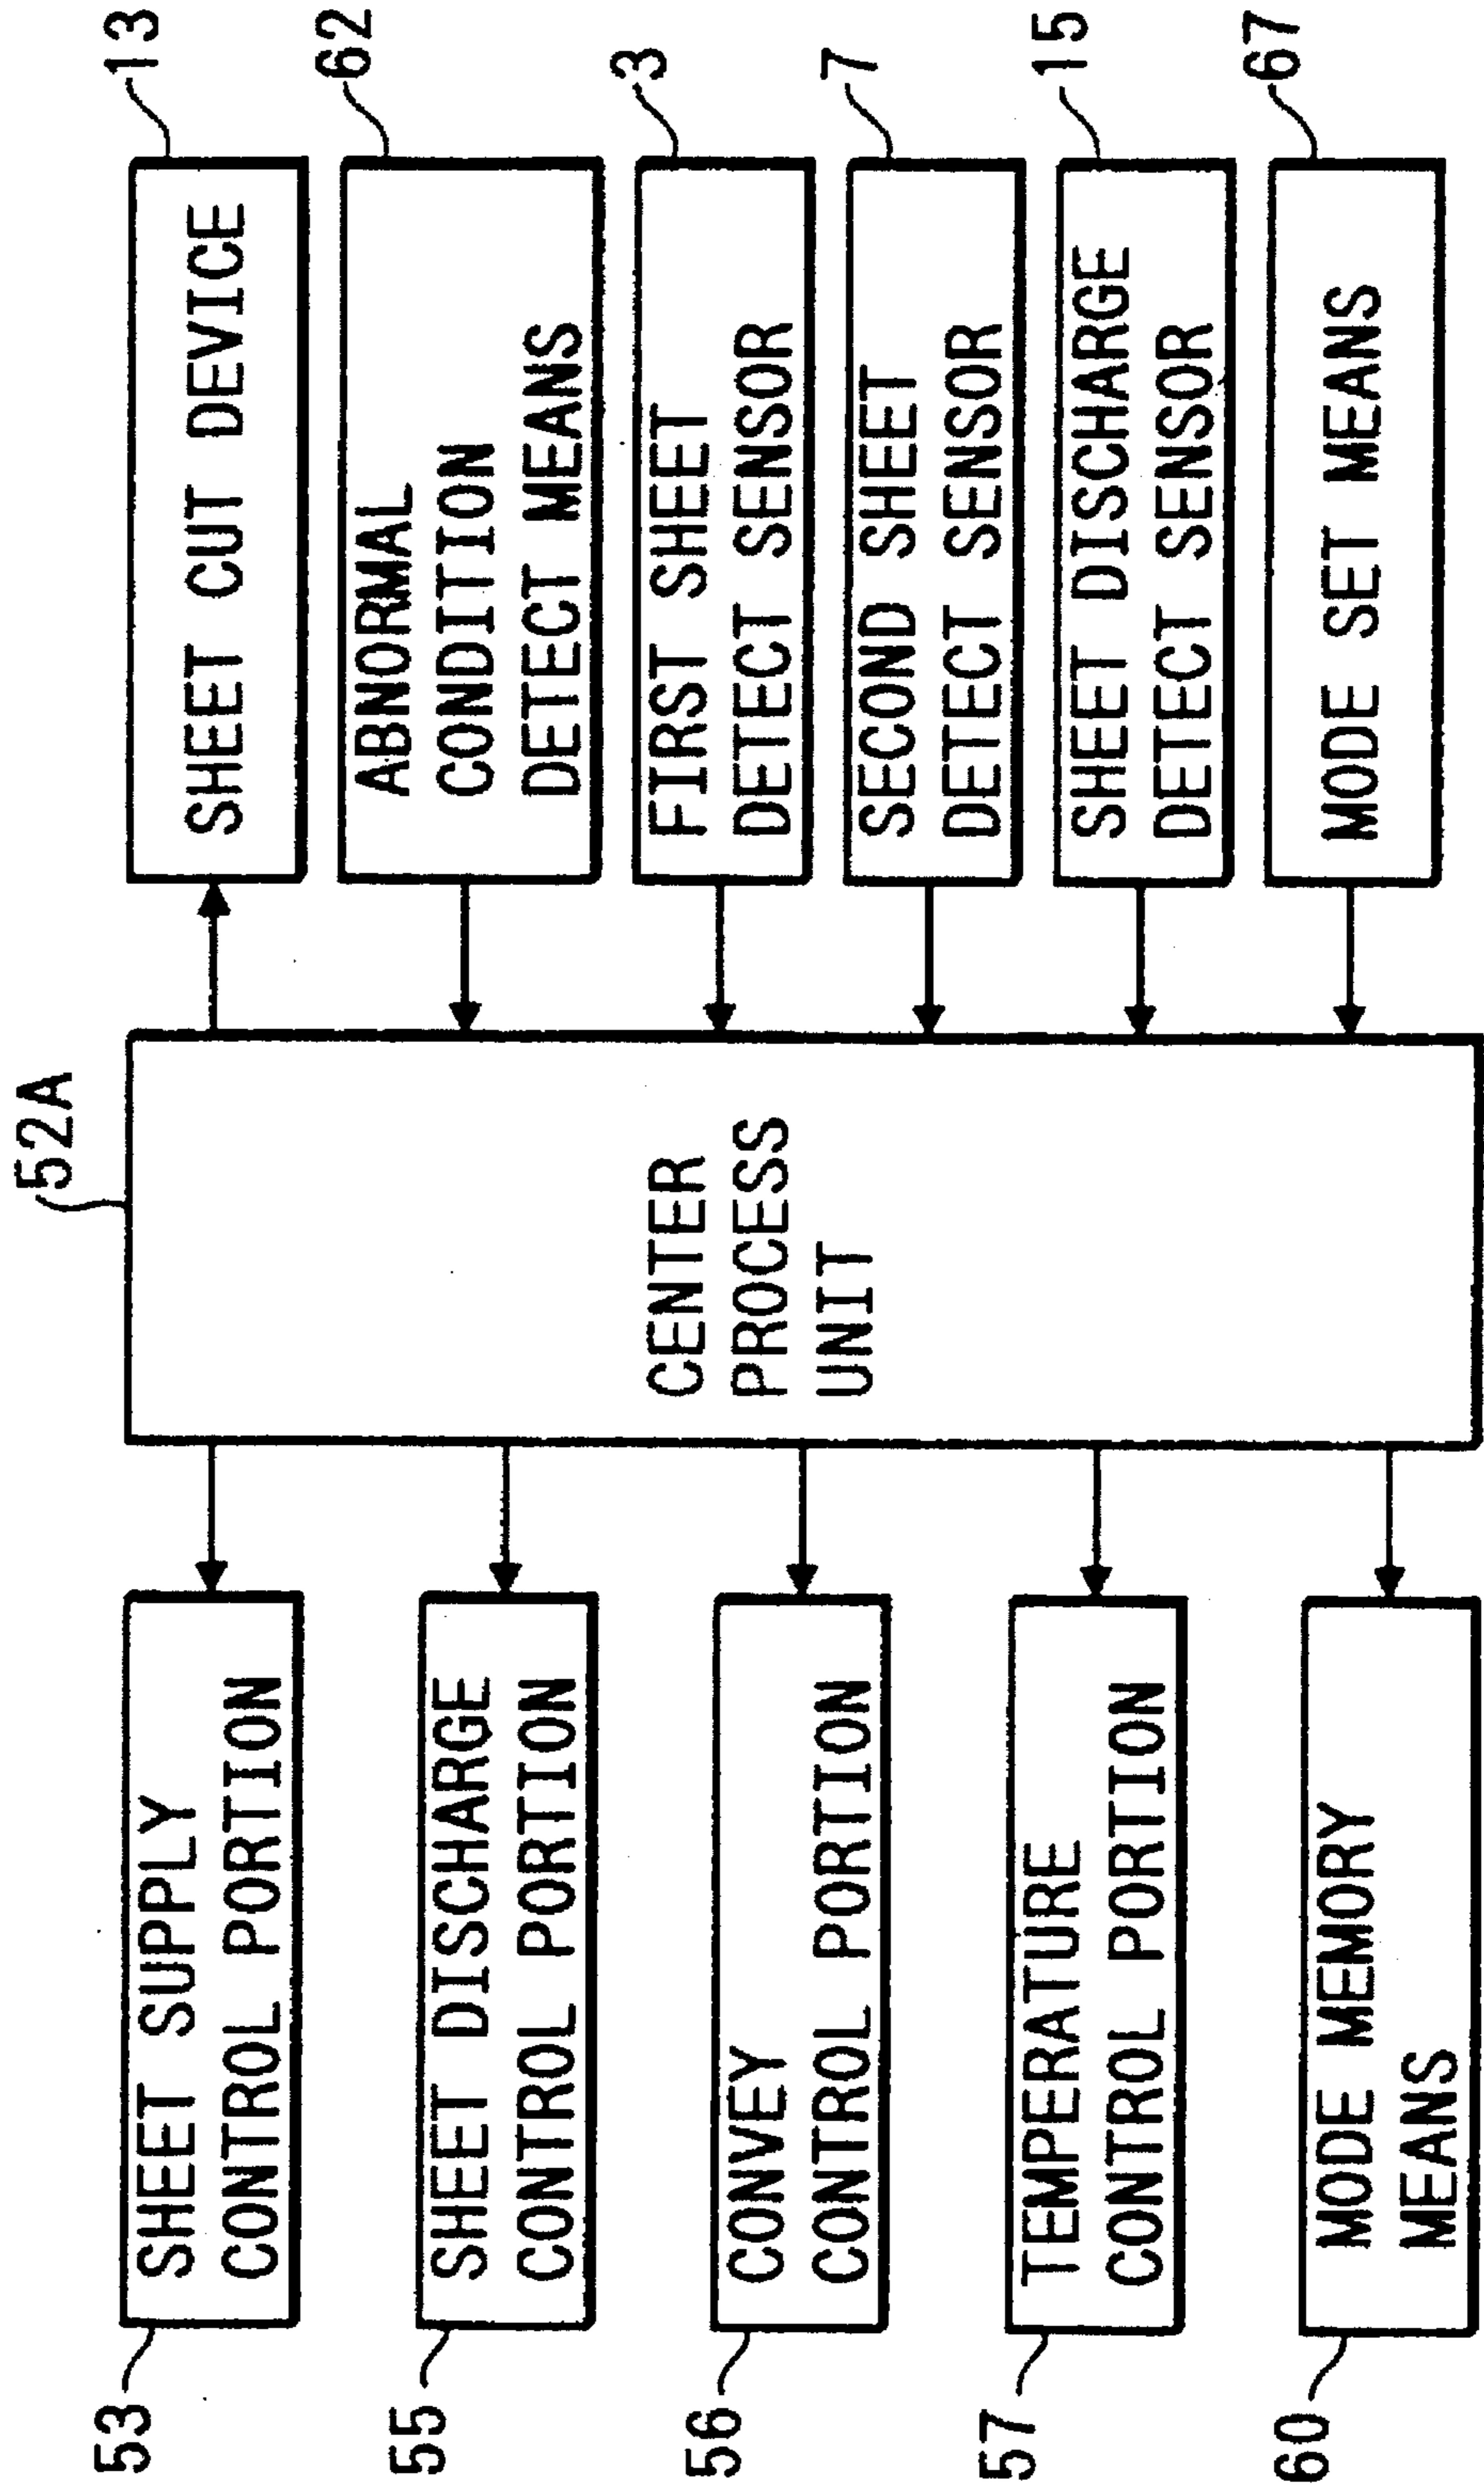 53
SHEET SUPPLY
CONTROL PORTION
55
SHEET DISCHARGE
CONTROL PORTION
56
CONVEY
CONTROL PORTION
57
TEMPERATURE
CONTROL PORTION
60
MODE MEMORY
MEANS
52A
CENTER
PROCESS
UNIT
SHEET CUT DEVICE
13
ABNORMAL
CONDITION
DETECT MEANS
62
FIRST SHEET
DETECT SENSOR
3
SECOND SHEET
DETECT SENSOR
7
SHEET DISCHARGE
DETECT SENSOR
15
MODE SET MEANS
67